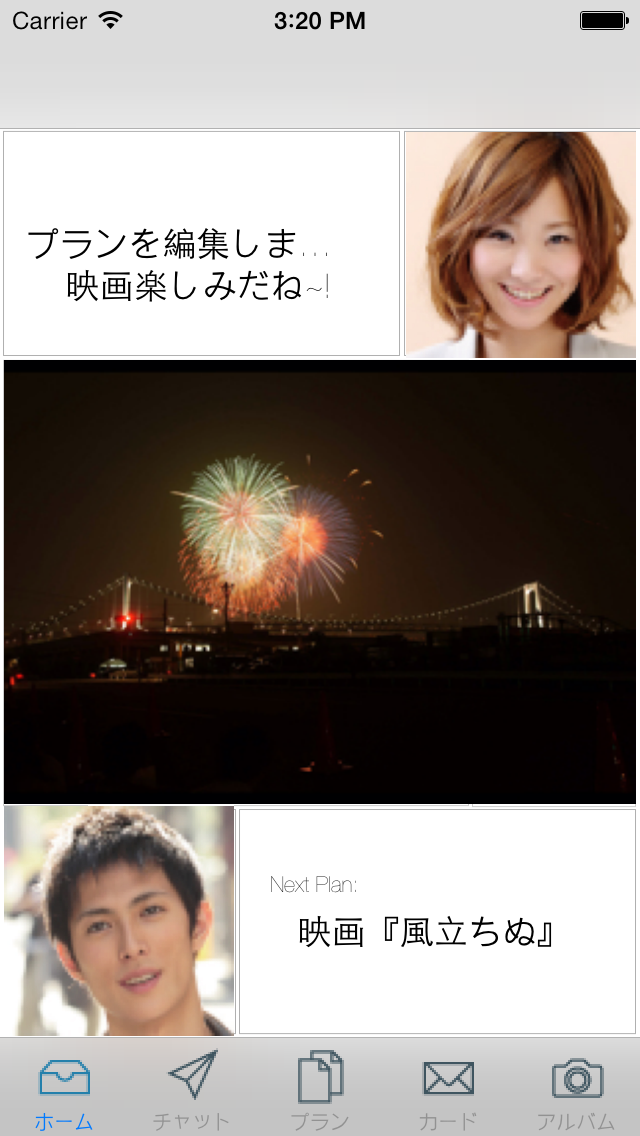 Carrier 3:20 PM
プランを編集しま...
映画楽しみだね~!
Next Plan:
映画『風立ちぬ』
ホーム チャット プラン カード アルバム